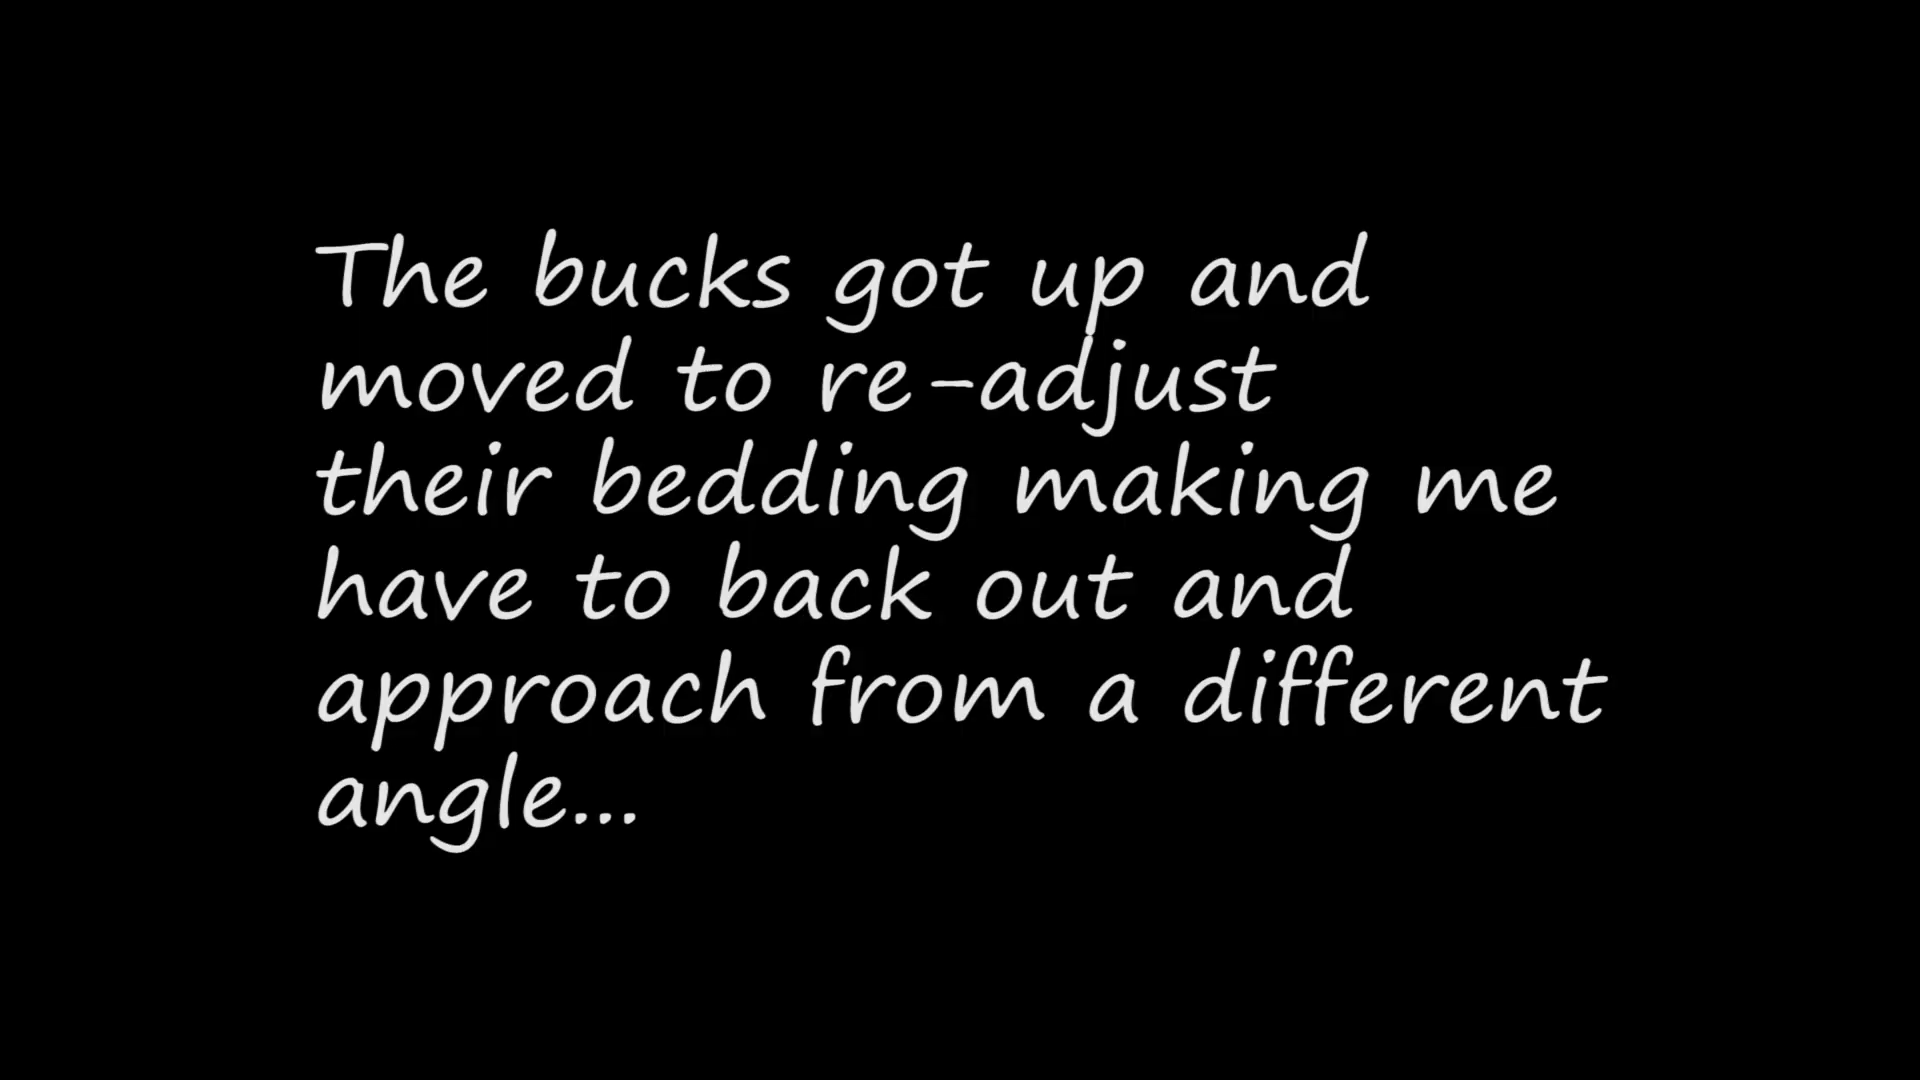 The bucks got up and
moved to re-adjust
their bedding making me
have to back out and
approach from a different
angle...